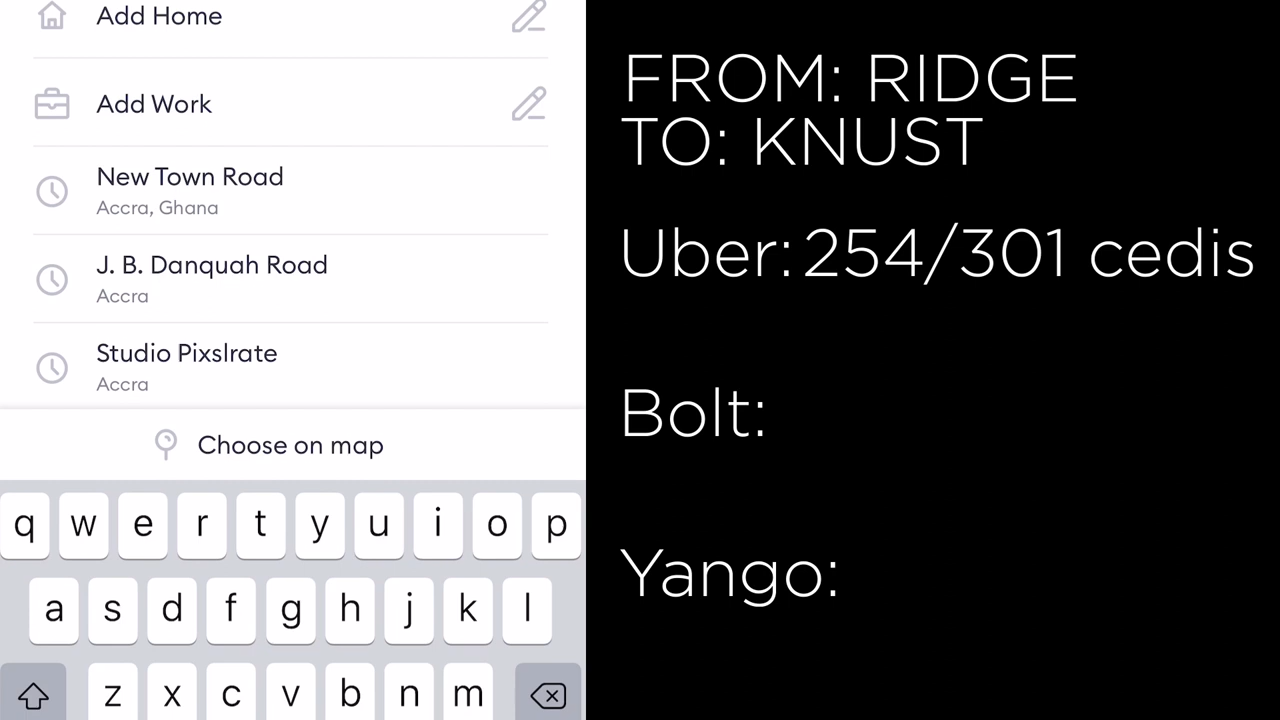 Add Home
Add Work
New Town Road
Accra, Ghana
J. B. Danquah Road
Accra
Studio Pixslrate
Accra
Choose on map
q w e r t y u i o p
a s d f g h j k l
z x c v b n m
FROM: RIDGE
TO: KNUST
Uber: 254/301 cedis
Bolt:
Yango: